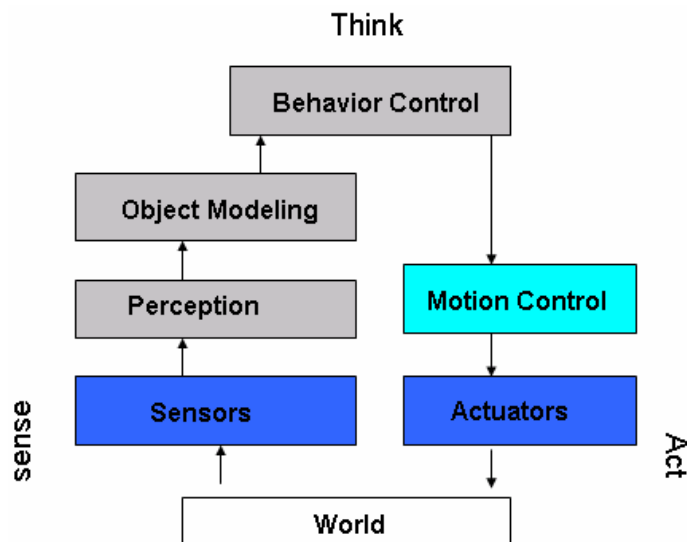 Think
Behavior Control
Object Modeling
Perception
Motion Control
Sensors
Actuators
sense
Act
World